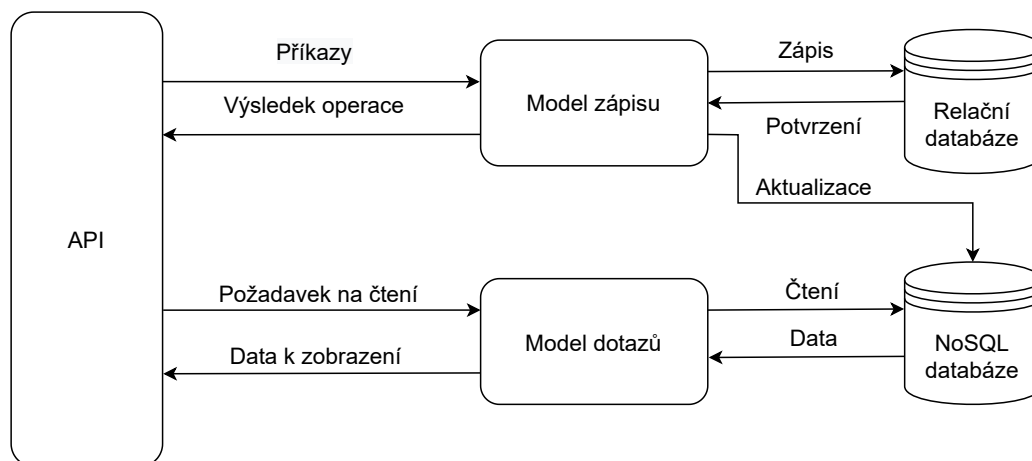 Příkazy
Výsledek operace
Model zápisu
Zápis
Potvrzení
Relační
databáze
Aktualizace
API
Požadavek na čtení
Data k zobrazení
Model dotazů
Čtení
Data
NoSQL
databáze